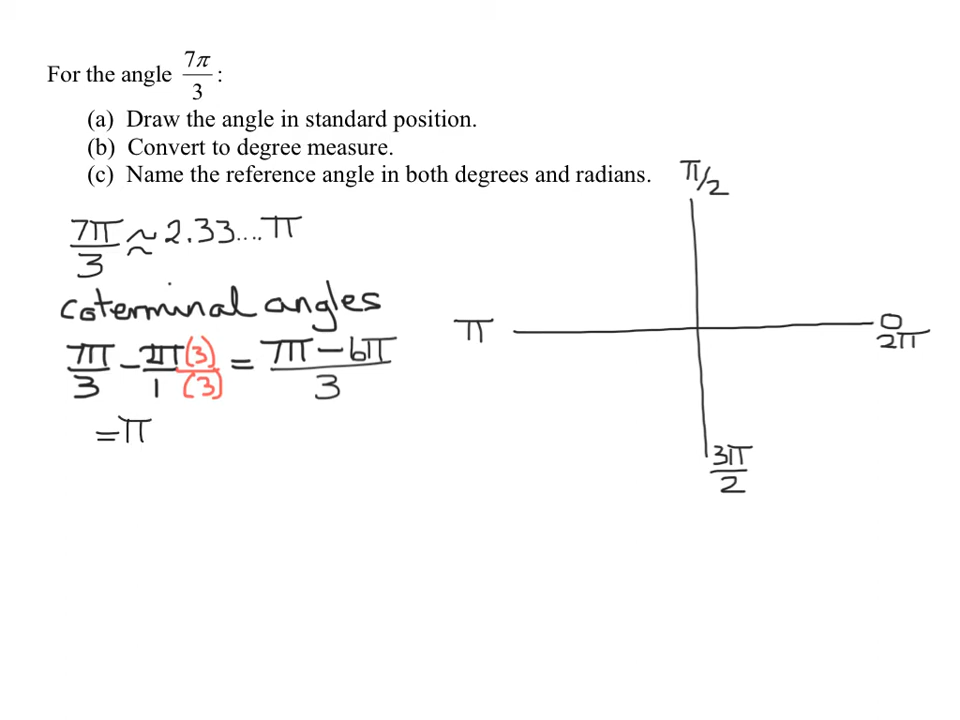 For the angle 7π/3 :
(a) Draw the angle in standard position.
(b) Convert to degree measure.
(c) Name the reference angle in both degrees and radians.
π/2
7π/3 ≈ 2.33....π
coterminal angles
π
0
2π
7π/3 - 2π(3)/1(3) = 7π - 6π/3
= π
3π/2